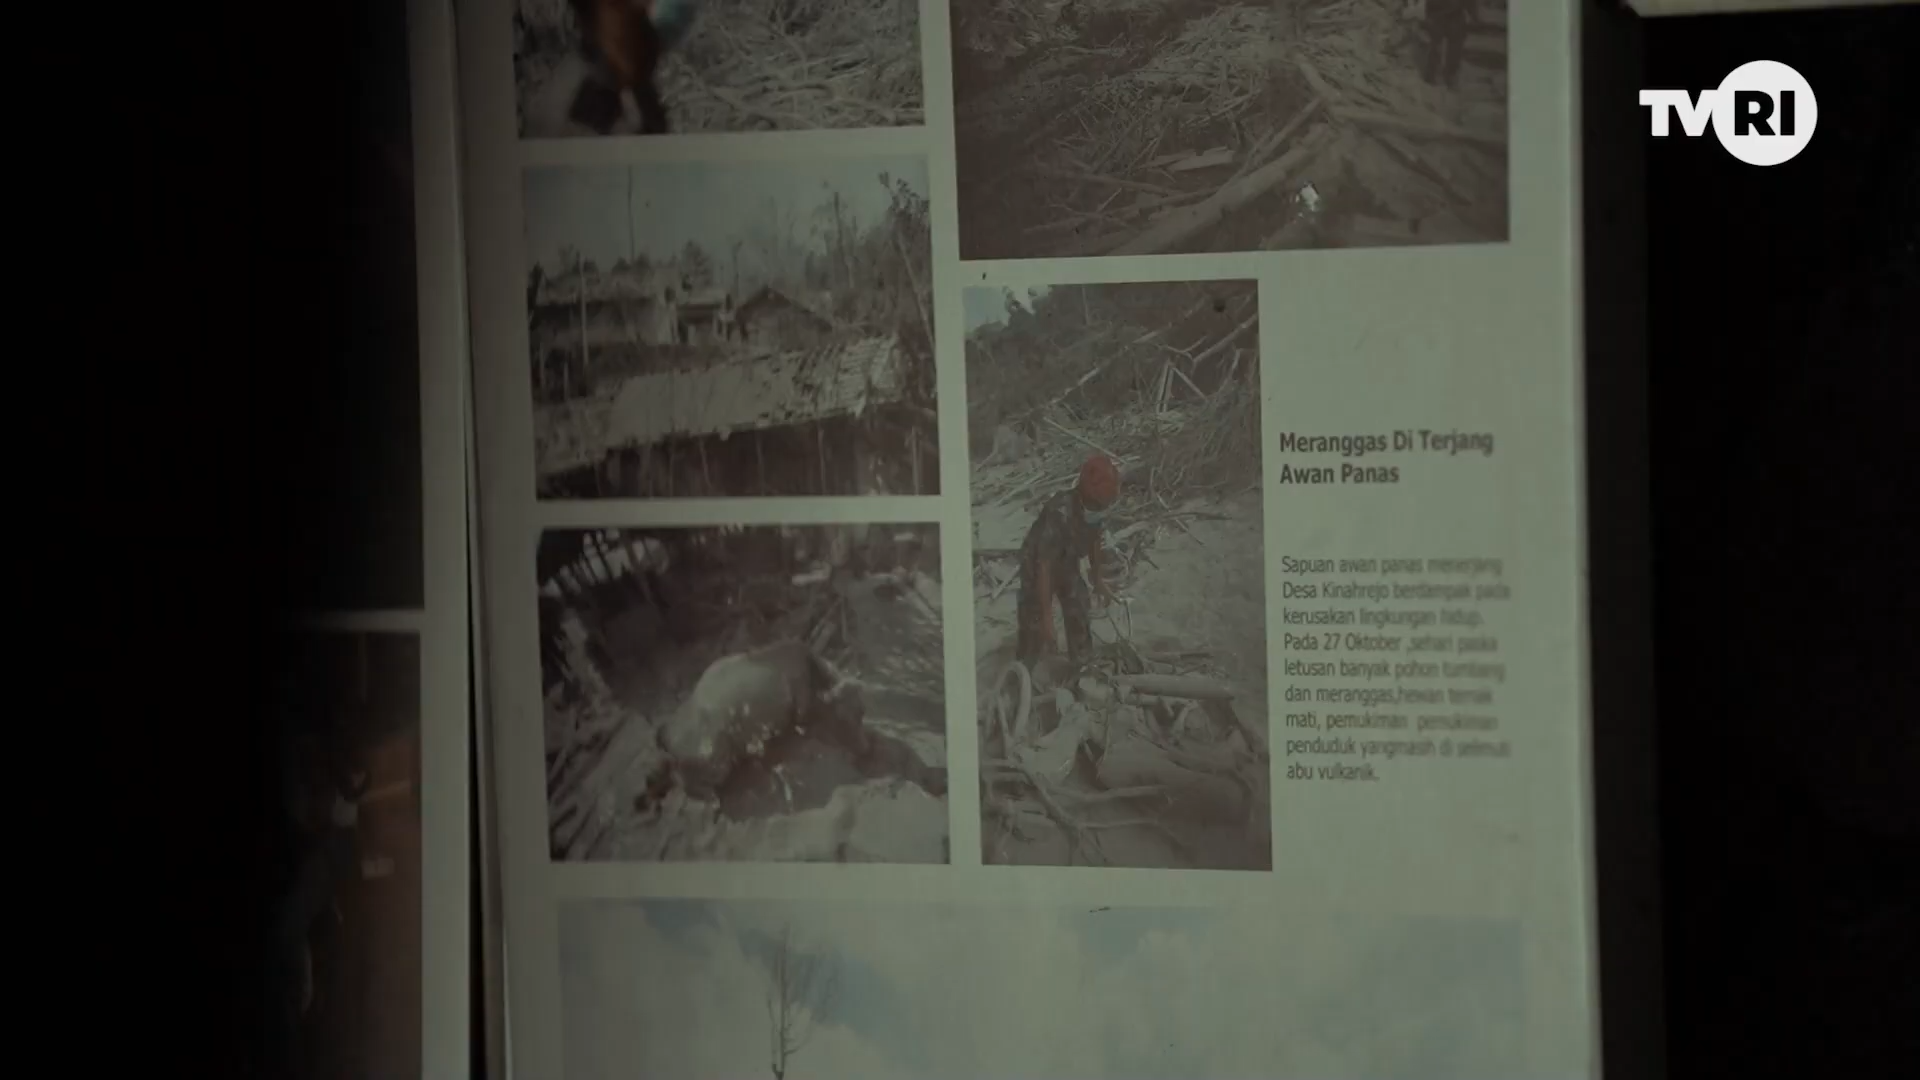 TVRI
Meranggas Di Terjang
Awan Panas
Sapuan awan panas menerjang
Desa Kinahrejo berdampak pada
kerusakan lingkungan hidup.
Pada 27 Oktober ,sehari paska
letusan banyak pohon tumbang
dan meranggas,hewan ternak
mati, pemukiman pemukiman
penduduk yangmasih di selimuti
abu vulkanik.